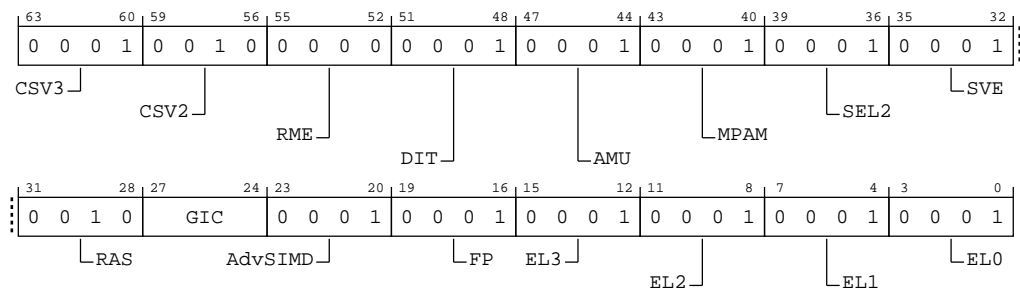 63 60 59 56 55 52 51 48 47 44 43 40 39 36 35 32
0 0 0 1 0 0 1 0 0 0 0 0 0 0 0 1 0 0 0 1 0 0 0 1 0 0 0 1 0 0 0 1
CSV3 SVE
CSV2 SEL2
RME MPAM
DIT AMU
31 28 27 24 23 20 19 16 15 12 11 8 7 4 3 0
0 0 1 0 GIC 0 0 0 1 0 0 0 1 0 0 0 1 0 0 0 1 0 0 0 1 0 0 0 1
RAS AdvSIMD FP EL3 EL0
EL2 EL1